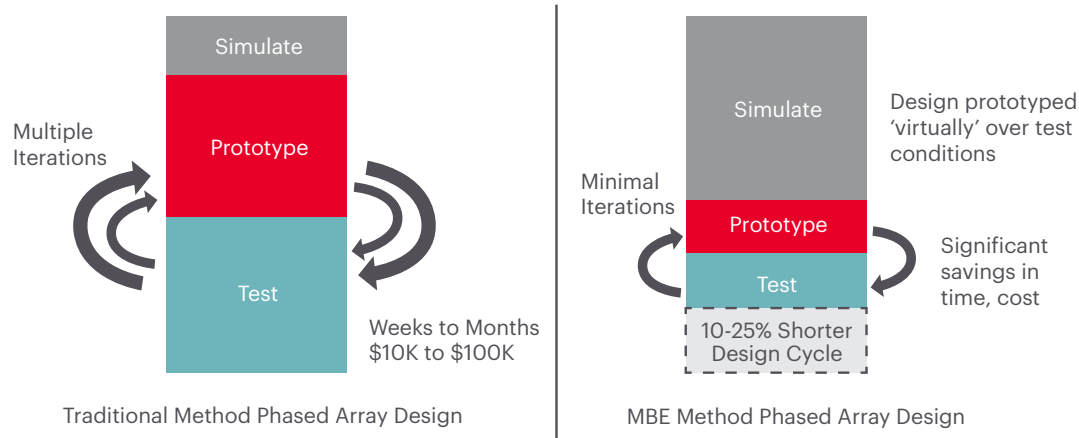 Simulate
Multiple
Iterations
Prototype
Test
Weeks to Months
$10K to $100K
Traditional Method Phased Array Design
Simulate
Design prototyped
‘virtually’ over test
conditions
Minimal
Iterations
Prototype
Test
Significant
savings in
time, cost
10-25% Shorter
Design Cycle
MBE Method Phased Array Design